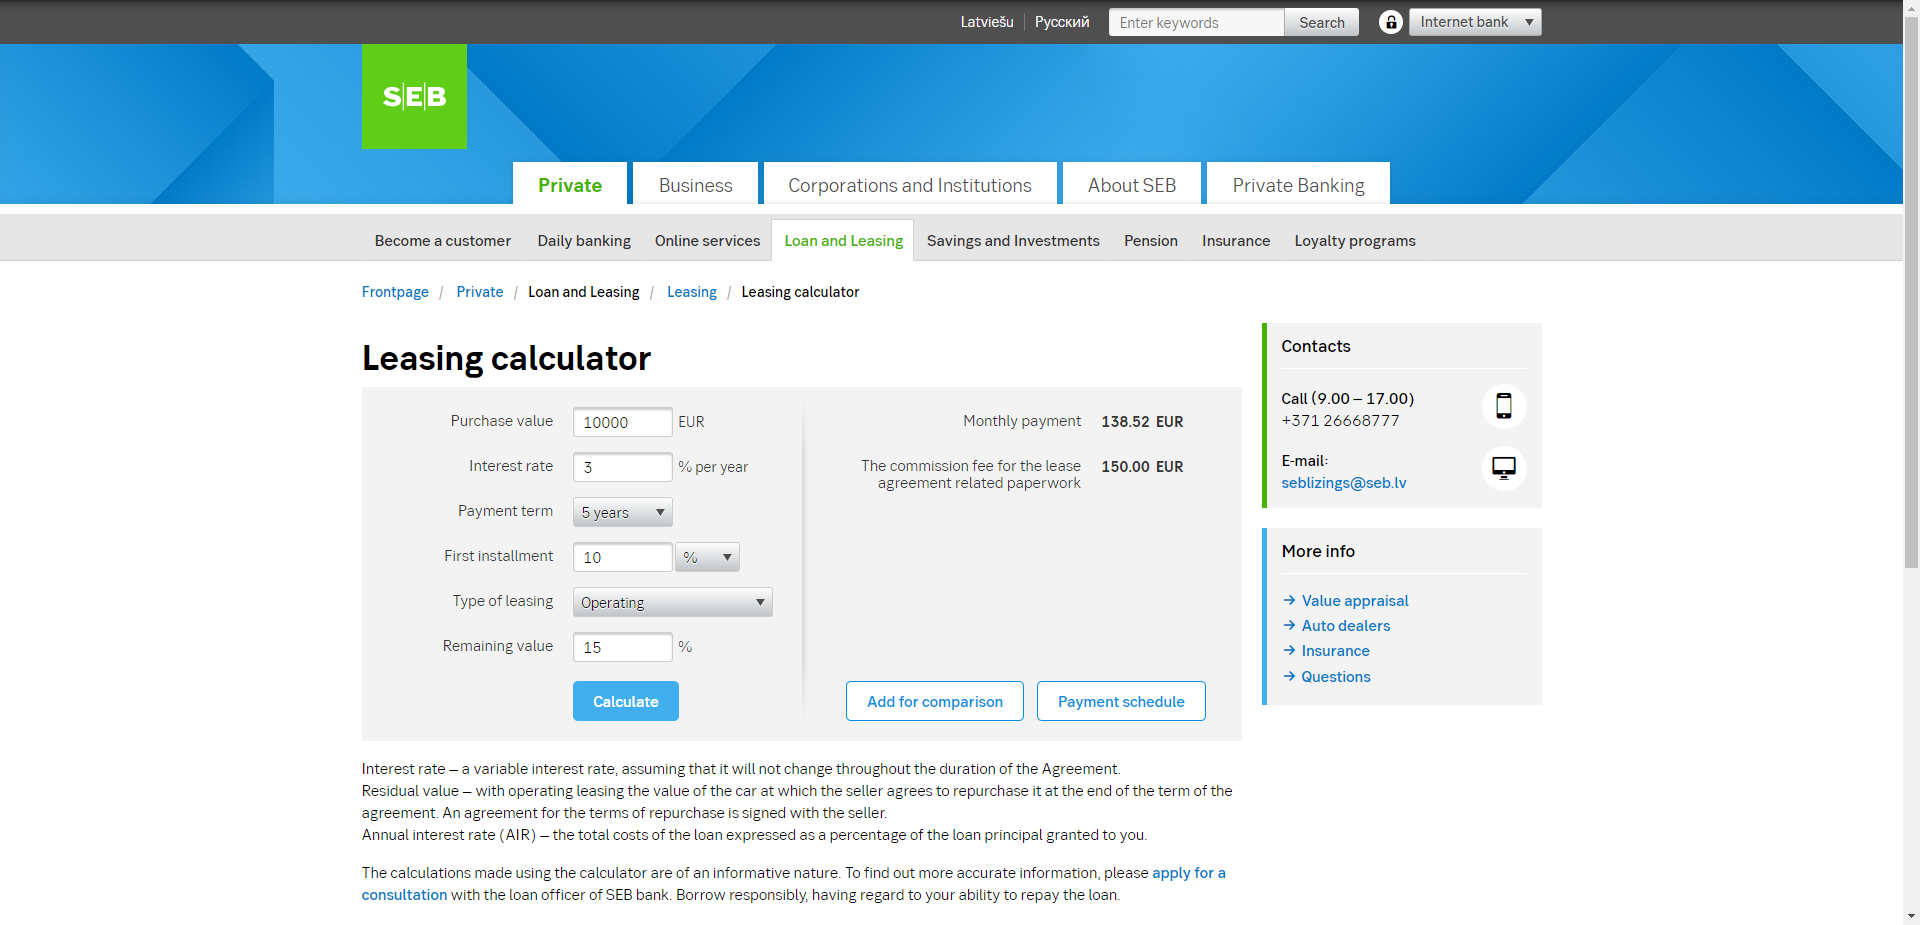 Latviešu Русский Enter keywords Search Internet bank
S|E|B
Private Business Corporations and Institutions About SEB Private Banking
Become a customer Daily banking Online services Loan and Leasing Savings and Investments Pension Insurance Loyalty programs
Frontpage / Private / Loan and Leasing / Leasing / Leasing calculator
Leasing calculator
Purchase value 10000 EUR
Interest rate 3 % per year
Payment term 5 years
First installment 10 %
Type of leasing Operating
Remaining value 15 %
Calculate
Monthly payment 138.52 EUR
The commission fee for the lease 150.00 EUR
agreement related paperwork
Add for comparison Payment schedule
Contacts
Call (9.00 – 17.00)
+371 26668777
E-mail:
seblizings@seb.lv
More info
→ Value appraisal
→ Auto dealers
→ Insurance
→ Questions
Interest rate – a variable interest rate, assuming that it will not change throughout the duration of the Agreement.
Residual value – with operating leasing the value of the car at which the seller agrees to repurchase it at the end of the term of the
agreement. An agreement for the terms of repurchase is signed with the seller.
Annual interest rate (AIR) – the total costs of the loan expressed as a percentage of the loan principal granted to you.
The calculations made using the calculator are of an informative nature. To find out more accurate information, please apply for a
consultation with the loan officer of SEB bank. Borrow responsibly, having regard to your ability to repay the loan.